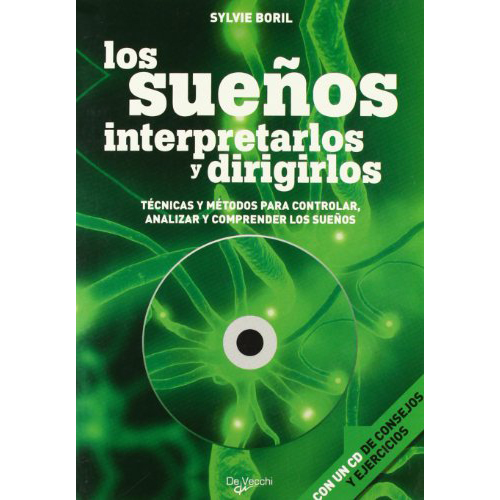 SYLVIE BORIL
los
sueños
interpretarlos
y dirigirlos
TÉCNICAS Y MÉTODOS PARA CONTROLAR,
ANALIZAR Y COMPRENDER LOS SUEÑOS
CON UN CD DE CONSEJOS
Y EJERCICIOS
De Vecchi